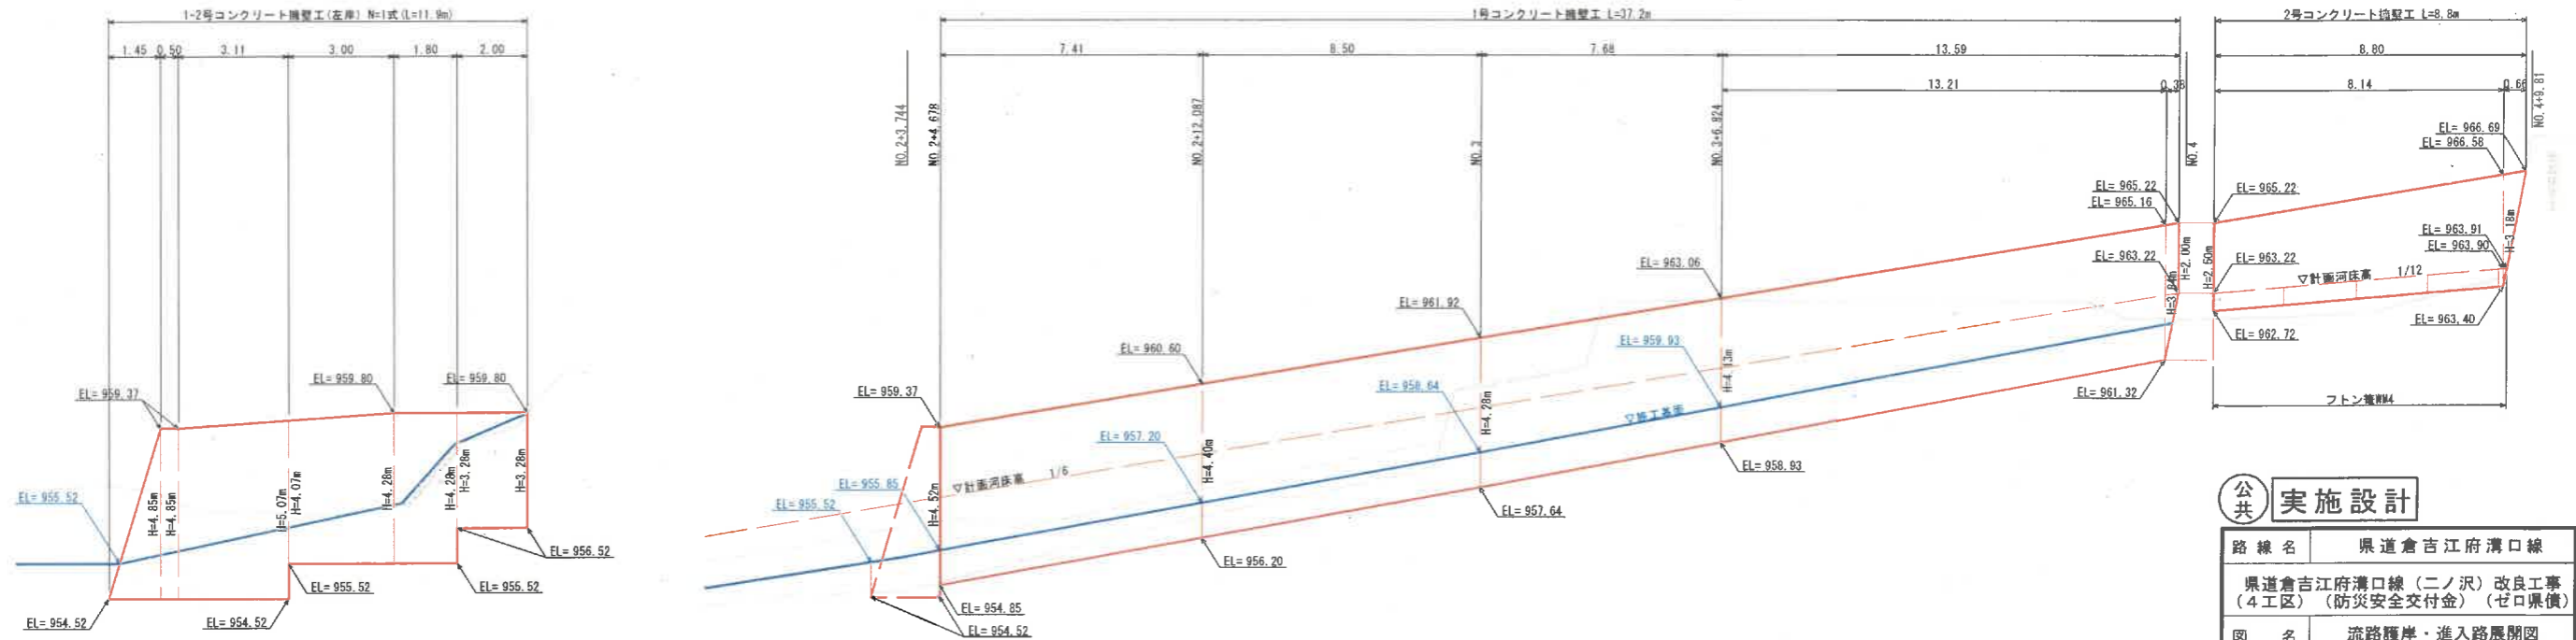 1-2号コンクリート擁壁工(左岸) N=1式(L=11.9m)
1.45 0.50 3.11 3.00 1.80 2.00
EL= 959.37
EL= 959.80
EL= 959.80
EL= 955.52
H=4.85m
H=4.85m
H=5.07m
H=4.07m
H=4.28m
H=4.28m
H=3.28m
H=3.28m
EL= 956.52
EL= 955.52
EL= 955.52
EL= 954.52
EL= 954.52
1号コンクリート擁壁工 L=37.2m
7.41 8.50 7.68 13.59
13.21 0.38
NO.2+3.744
NO.2+4.678
NO.2+12.087
NO.3
NO.3+6.824
NO.4
EL= 959.37
EL= 960.60
EL= 961.92
EL= 963.06
EL= 965.22
EL= 965.16
EL= 963.22
EL= 955.52
EL= 955.85
EL= 957.20
EL= 958.64
EL= 959.93
▽計画河床高 1/6
▽施工基面
H=4.52m
H=4.40m
H=4.28m
H=4.13m
H=3.84m
H=2.00m
EL= 954.85
EL= 954.52
EL= 956.20
EL= 957.64
EL= 958.93
EL= 961.32
2号コンクリート擁壁工 L=8.8m
8.80
8.14 0.66
NO.4+9.81
EL= 966.69
EL= 966.58
EL= 965.22
EL= 963.91
EL= 963.90
EL= 963.22
H=2.50m
H=3.18m
▽計画河床高 1/12
EL= 963.40
EL= 962.72
フトン篭WM4
公共
実施設計
路線名 県道倉吉江府溝口線
県道倉吉江府溝口線(二ノ沢)改良工事
(4工区)(防災安全交付金)(ゼロ県債)
図名 流路護岸・進入路展開図